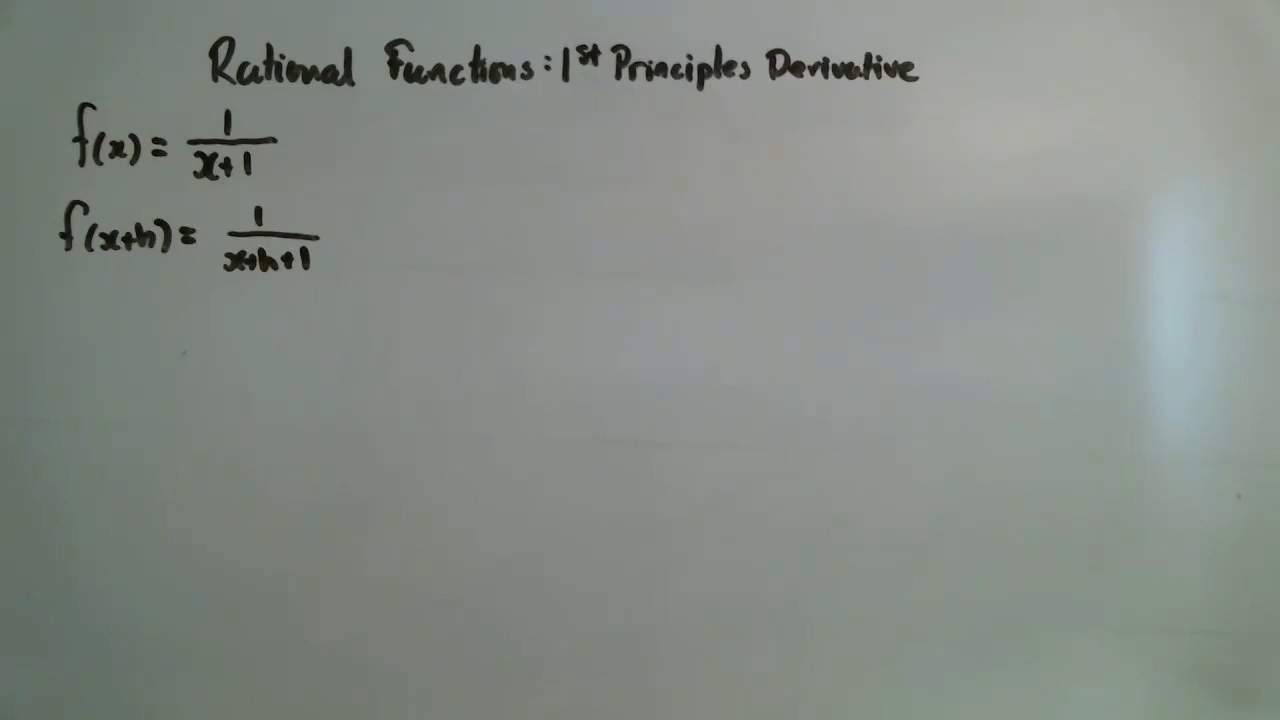 Rational Functions: 1st Principles Derivative
f(x) = 1/(x+1)
f(x+h) = 1/(x+h+1)